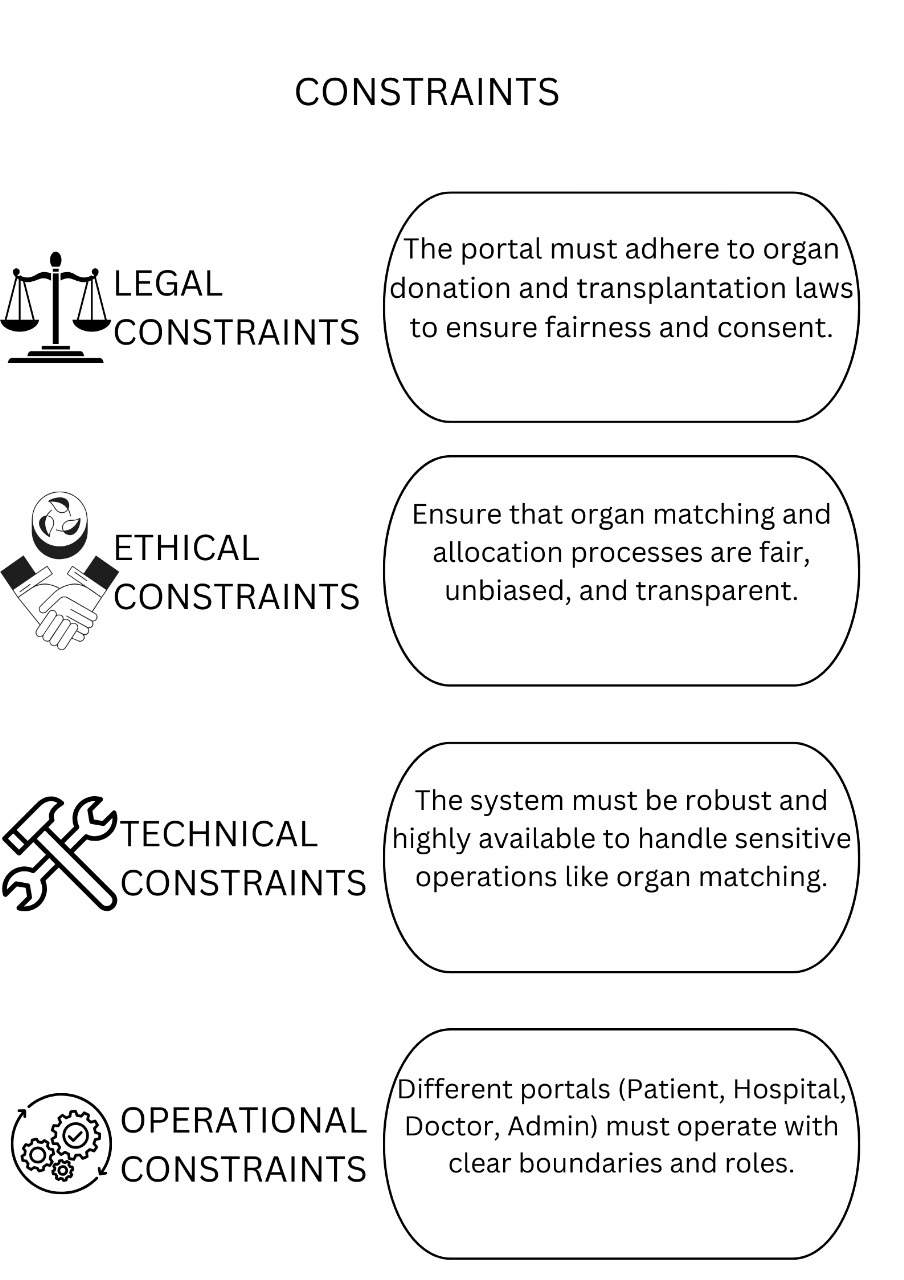 CONSTRAINTS
LEGAL
CONSTRAINTS
The portal must adhere to organ
donation and transplantation laws
to ensure fairness and consent.
ETHICAL
CONSTRAINTS
Ensure that organ matching and
allocation processes are fair,
unbiased, and transparent.
TECHNICAL
CONSTRAINTS
The system must be robust and
highly available to handle sensitive
operations like organ matching.
OPERATIONAL
CONSTRAINTS
Different portals (Patient, Hospital,
Doctor, Admin) must operate with
clear boundaries and roles.